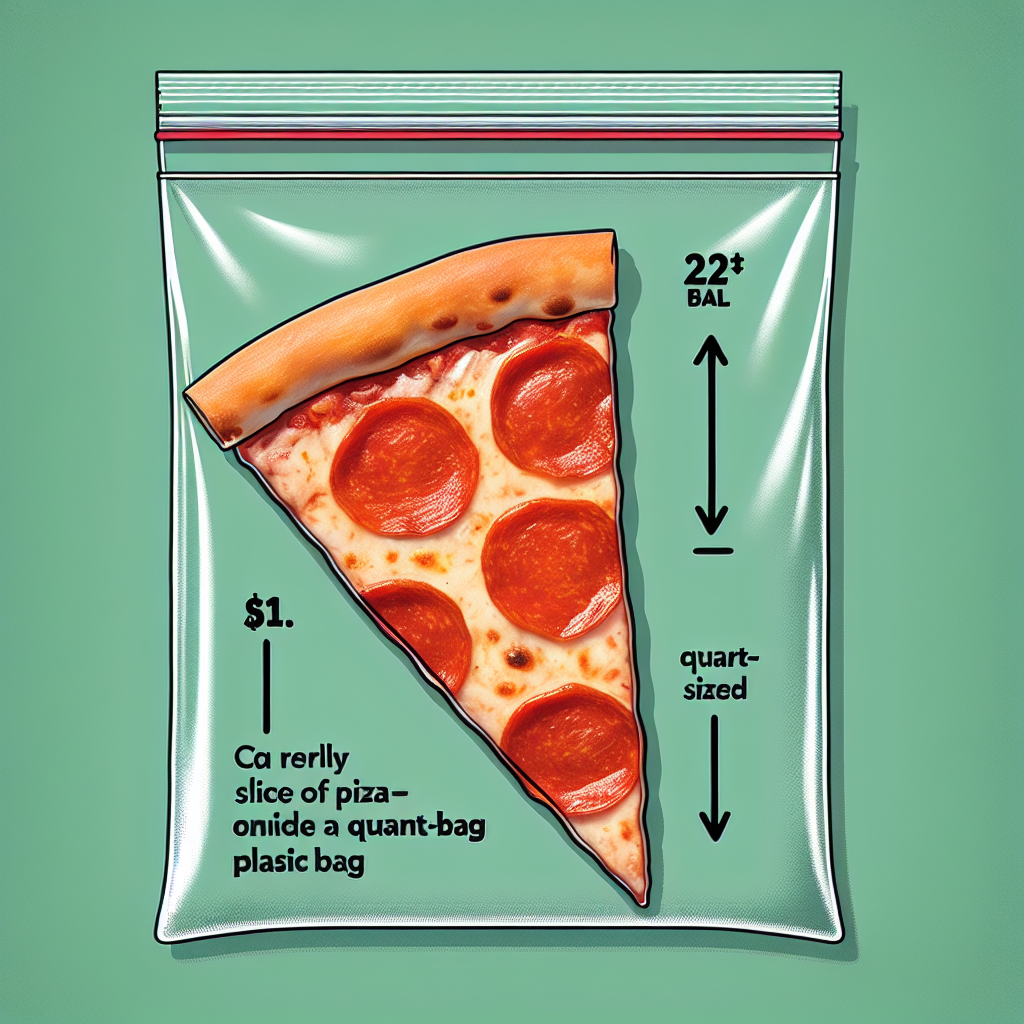 22‡
BAL
$1.
quart-
sized
Ca rerlly
slice of piza–
oniide a quant-bag
plasic bag